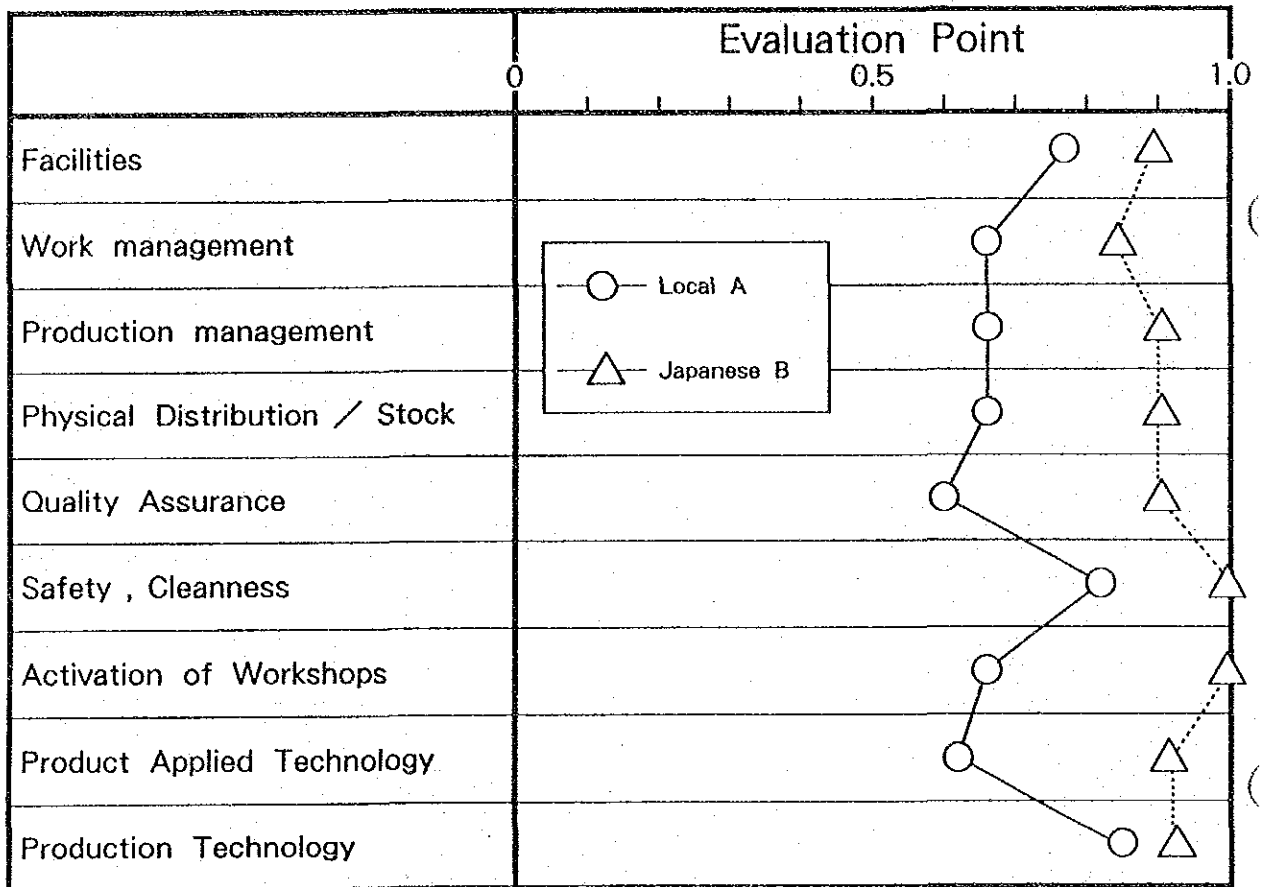 Evaluation Point
0 0.5 1.0
Facilities
Work management
Production management
Physical Distribution / Stock
Quality Assurance
Safety , Cleanness
Activation of Workshops
Product Applied Technology
Production Technology
Local A
Japanese B